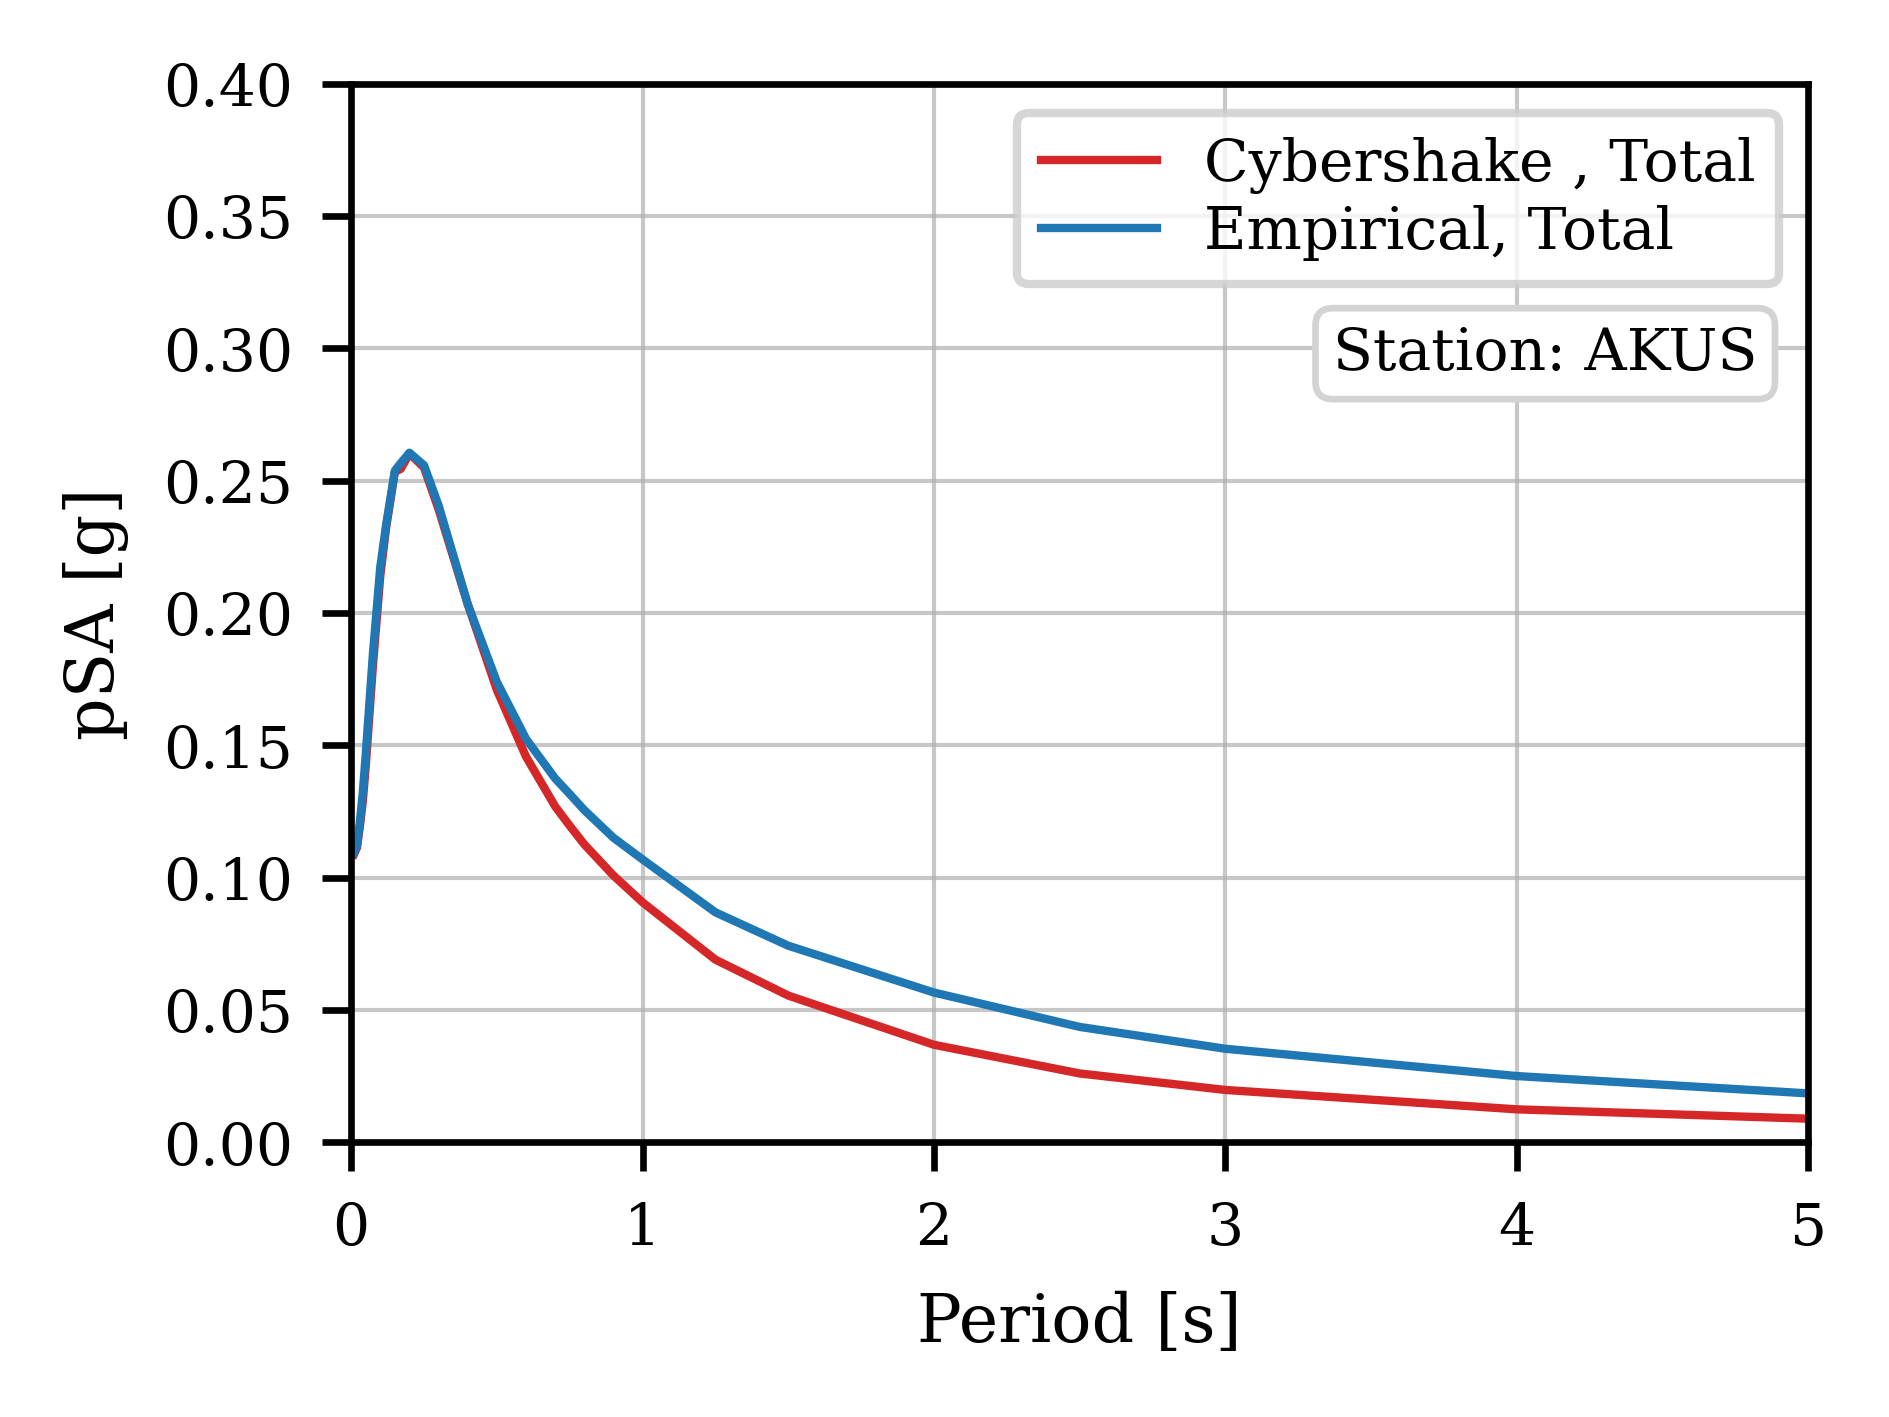 0.40
0.35
0.30
0.25
0.20
0.15
0.10
0.05
0.00
pSA [g]
Cybershake , Total
Empirical, Total
Station: AKUS
0 1 2 3 4 5
Period [s]